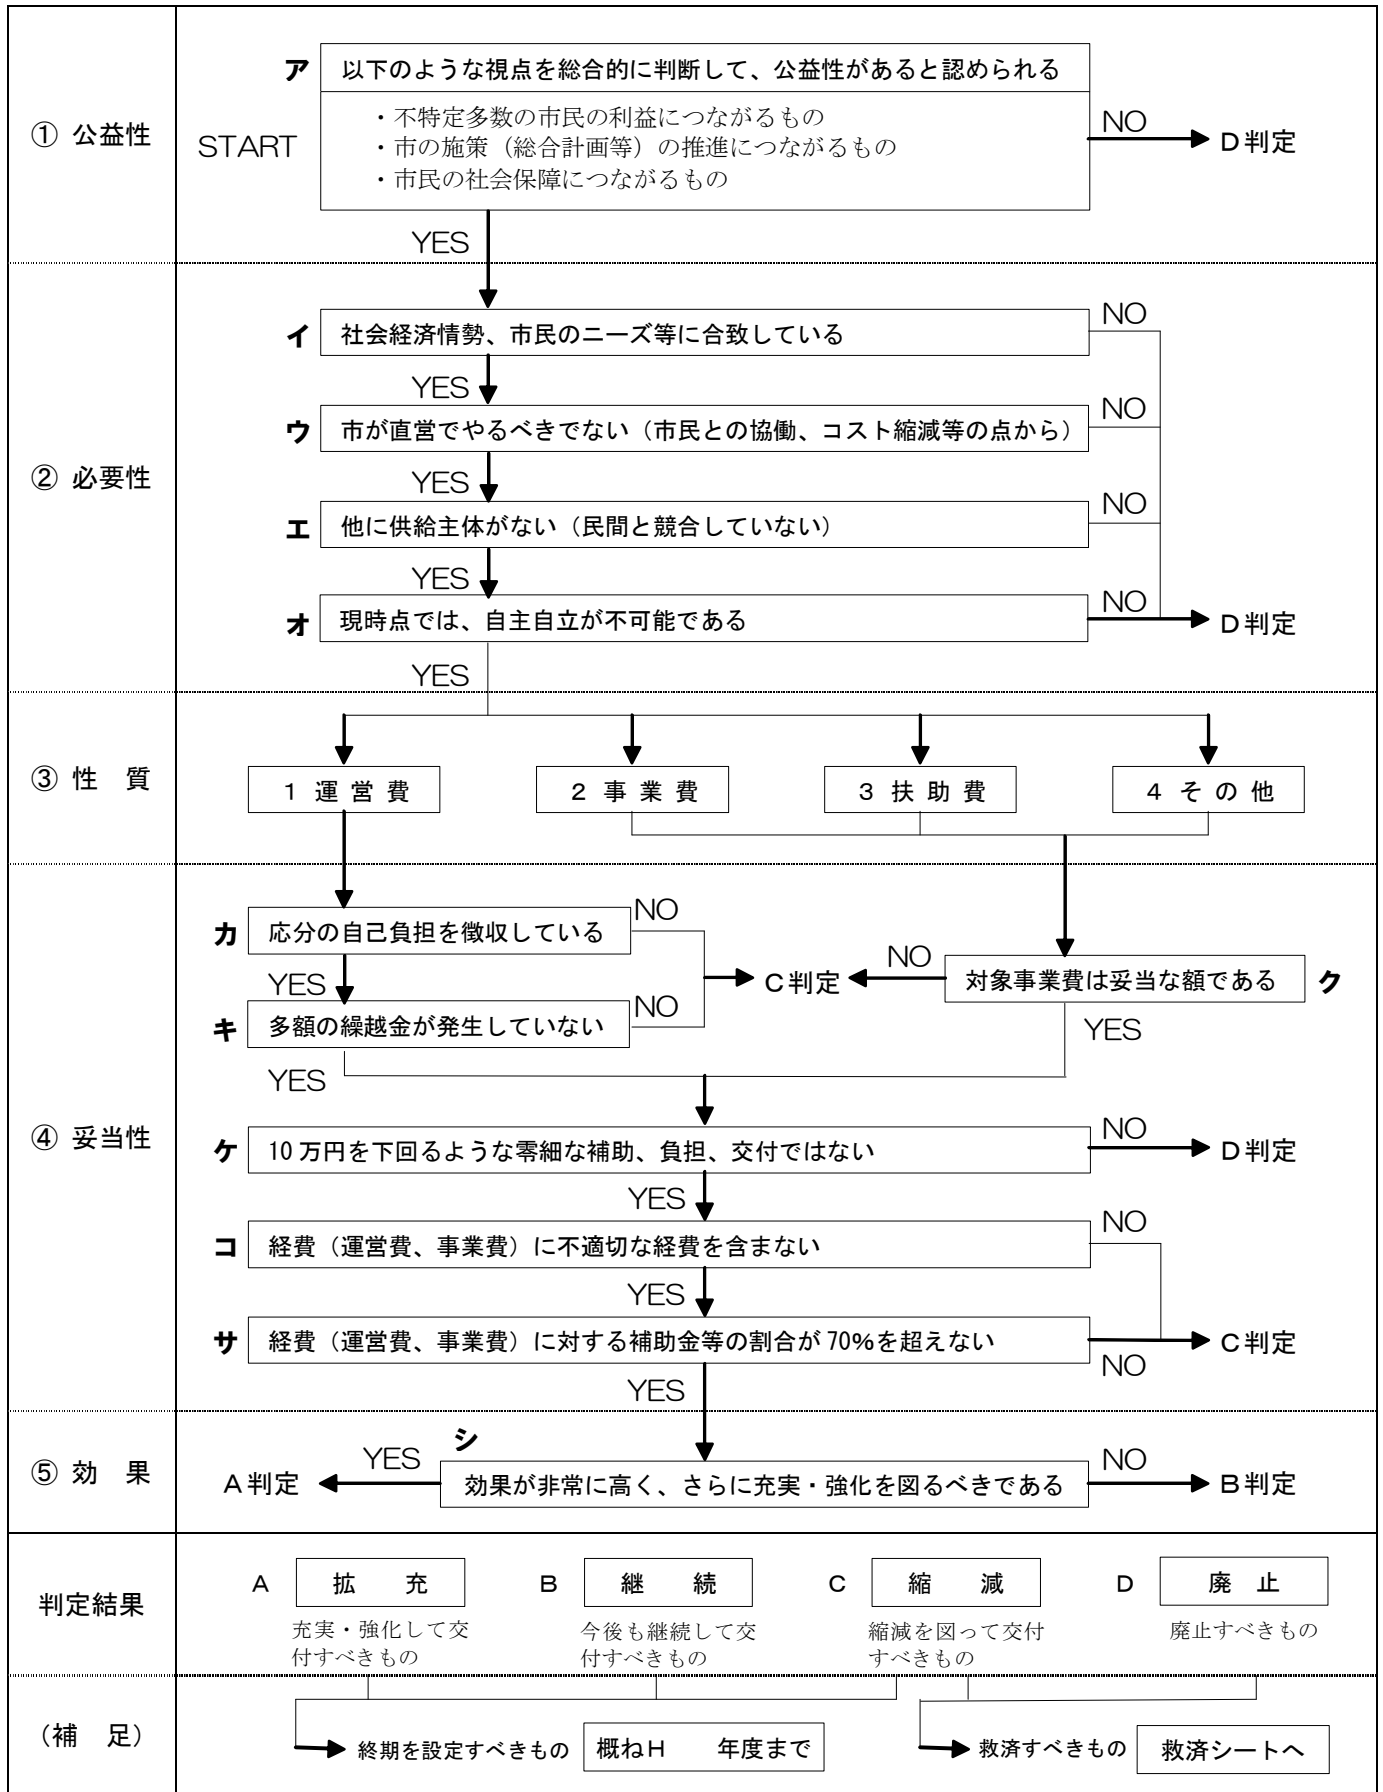 ① 公益性
START
ア
以下のような視点を総合的に判断して、公益性があると認められる
・不特定多数の市民の利益につながるもの
・市の施策（総合計画等）の推進につながるもの
・市民の社会保障につながるもの
NO
D判定
YES
② 必要性
イ
社会経済情勢、市民のニーズ等に合致している
NO
YES
ウ
市が直営でやるべきでない（市民との協働、コスト縮減等の点から）
NO
YES
エ
他に供給主体がない（民間と競合していない）
NO
YES
オ
現時点では、自主自立が不可能である
NO
D判定
YES
③ 性　質
1 運 営 費
2 事 業 費
3 扶 助 費
4 そ の 他
④ 妥当性
カ
応分の自己負担を徴収している
NO
YES
C判定
NO
対象事業費は妥当な額である
ク
キ
多額の繰越金が発生していない
NO
YES
YES
ケ
10万円を下回るような零細な補助、負担、交付ではない
NO
D判定
YES
コ
経費（運営費、事業費）に不適切な経費を含まない
NO
YES
サ
経費（運営費、事業費）に対する補助金等の割合が70%を超えない
C判定
NO
YES
⑤ 効　果
シ
A判定
YES
効果が非常に高く、さらに充実・強化を図るべきである
NO
B判定
判定結果
A
拡　充
充実・強化して交
付すべきもの
B
継　続
今後も継続して交
付すべきもの
C
縮　減
縮減を図って交付
すべきもの
D
廃　止
廃止すべきもの
（補　足）
終期を設定すべきもの
概ねH　　年度まで
救済すべきもの
救済シートへ